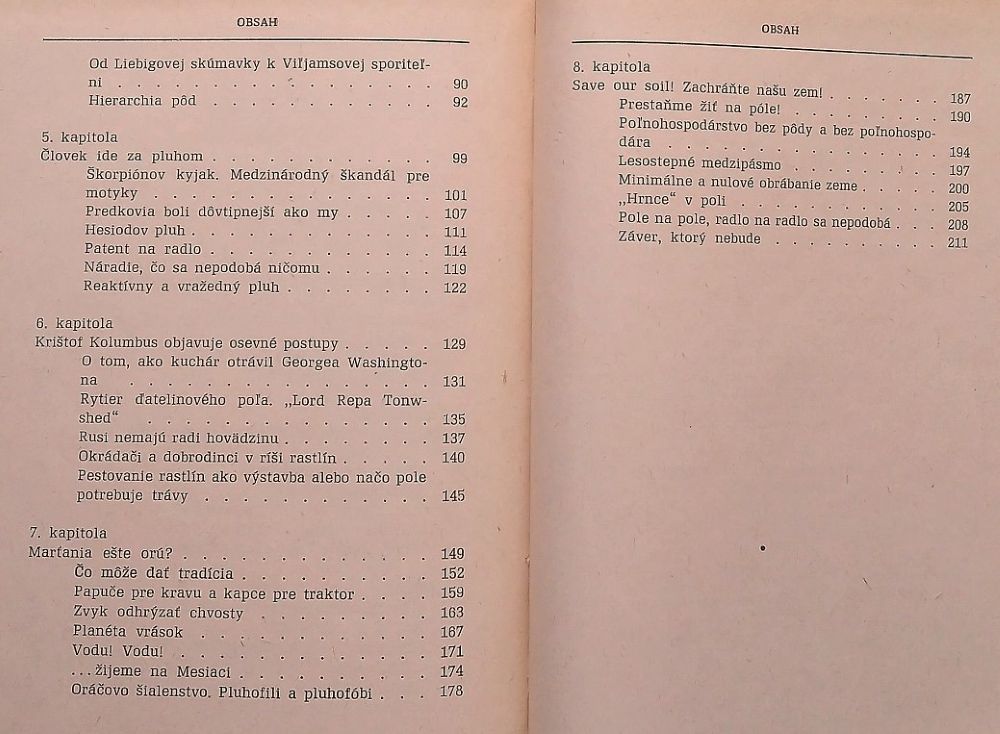 OBSAH
Od Liebigovej skúmavky k Viľjamsovej sporiteľ-
ni . . . . . . . . . . . . . . . . 90
Hierarchia pôd . . . . . . . . . . . . 92
5. kapitola
Človek ide za pluhom . . . . . . . . . . . . 99
Škorpiónov kyjak. Medzinárodný škandál pre
motyky . . . . . . . . . . . . . . . 101
Predkovia boli dôvtipnejší ako my . . . . . 107
Hesiodov pluh . . . . . . . . . . . . . 111
Patent na radlo . . . . . . . . . . . . 114
Náradie, čo sa nepodobá ničomu . . . . . . 119
Reaktívny a vražedný pluh . . . . . . . . 122
6. kapitola
Krištof Kolumbus objavuje osevné postupy . . . . . 129
O tom, ako kuchár otrávil Georgea Washingto-
na . . . . . . . . . . . . . . . . 131
Rytier ďatelinového poľa. „Lord Repa Tonw-
shed“ . . . . . . . . . . . . . . . 135
Rusi nemajú radi hovädzinu . . . . . . . . 137
Okrádači a dobrodinci v ríši rastlín . . . . . 140
Pestovanie rastlín ako výstavba alebo načo pole
potrebuje trávy . . . . . . . . . . . . 145
7. kapitola
Marťania ešte orú? . . . . . . . . . . . . . 149
Čo môže dať tradícia . . . . . . . . . . 152
Papuče pre kravu a kapce pre traktor . . . . 159
Zvyk odhrýzať chvosty . . . . . . . . . 163
Planéta vrások . . . . . . . . . . . . 167
Vodu! Vodu! . . . . . . . . . . . . . 171
...žijeme na Mesiaci . . . . . . . . . . 174
Oráčovo šialenstvo. Pluhofili a pluhofóbi . . . 178
OBSAH
8. kapitola
Save our soil! Zachráňte našu zem! . . . . . . 187
Prestaňme žiť na póle! . . . . . . . . . 190
Poľnohospodárstvo bez pôdy a bez poľnohospo-
dára . . . . . . . . . . . . . . . 194
Lesostepné medzipásmo . . . . . . . . . 197
Minimálne a nulové obrábanie zeme . . . . . 200
„Hrnce“ v poli . . . . . . . . . . . . 205
Pole na pole, radlo na radlo sa nepodobá . . . 208
Záver, ktorý nebude . . . . . . . . . . 211